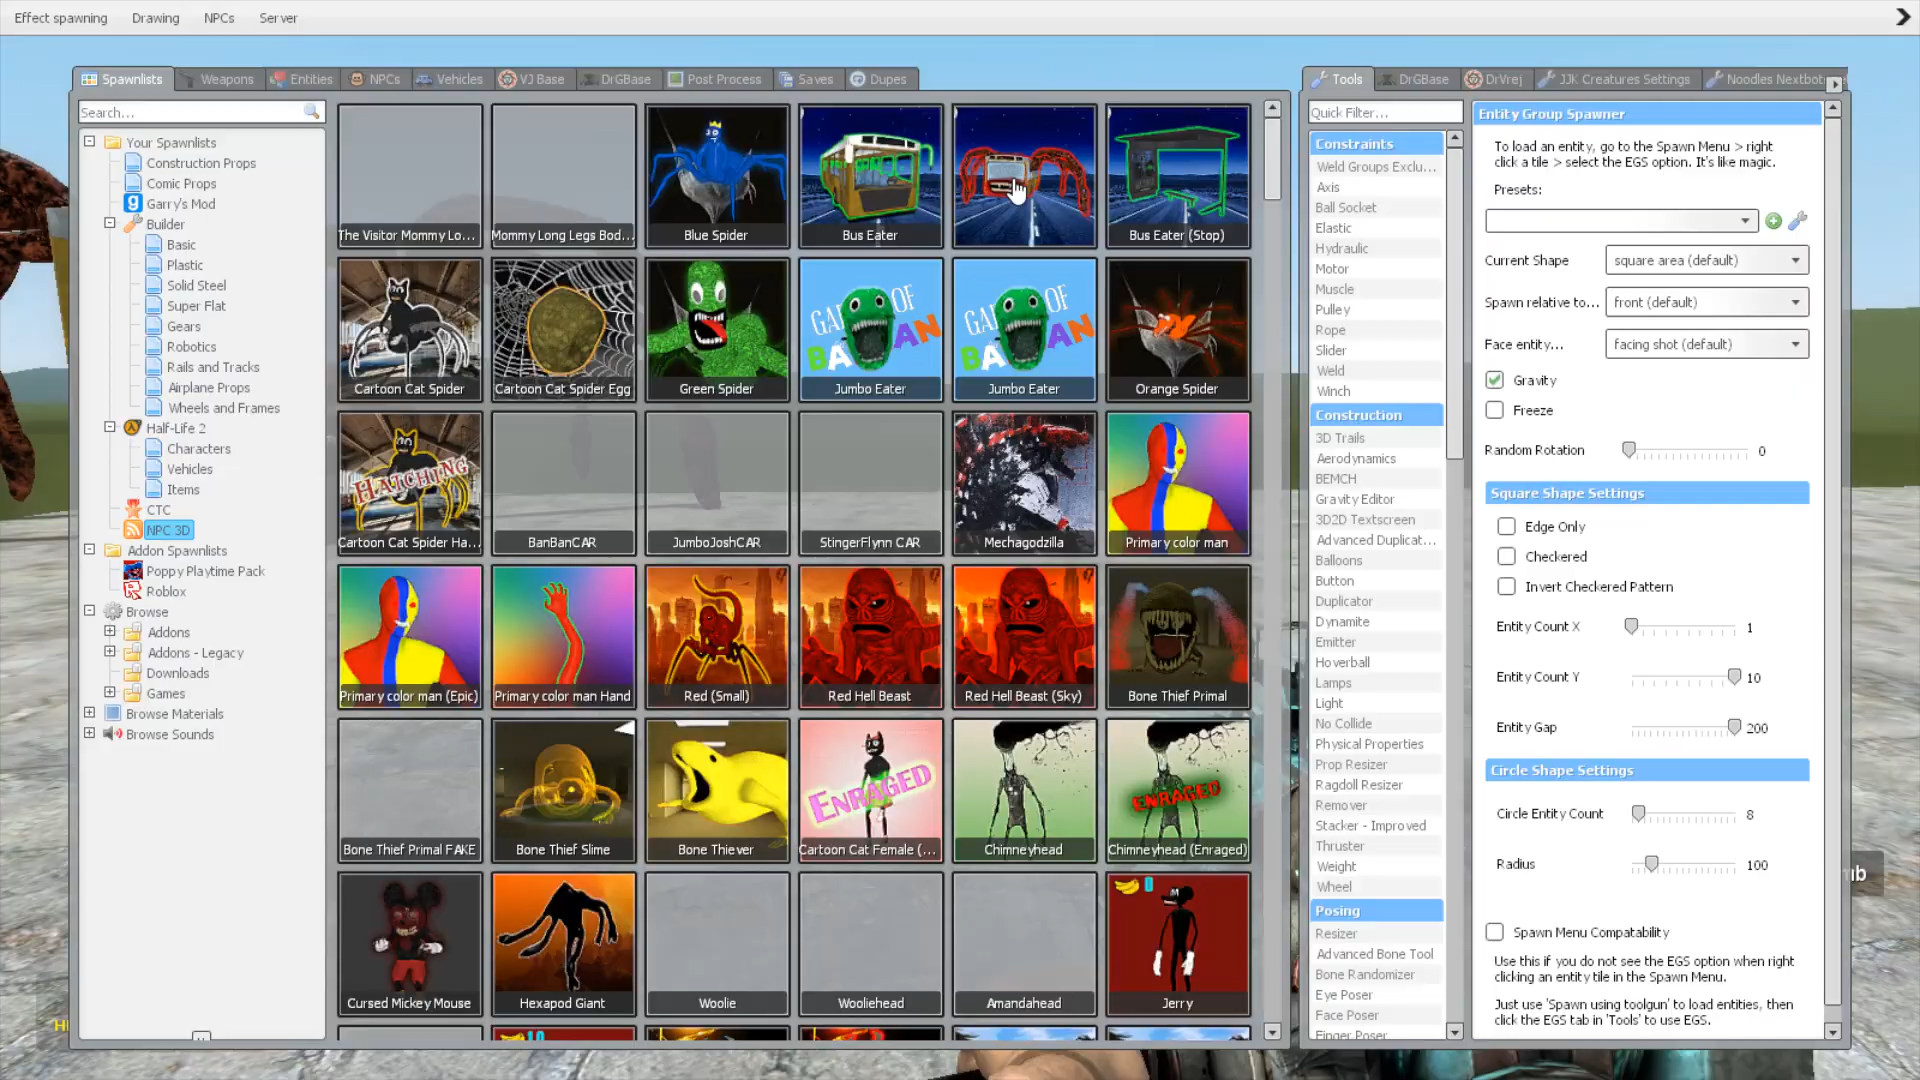 Effect spawning Drawing NPCs Server
Spawnlists Weapons Entities NPCs Vehicles VJ Base DrGBase Post Process Saves Dupes
Tools DrGBase DrVrej JJK Creatures Settings Noodles Nextbot
Search...
Your Spawnlists
Construction Props
Comic Props
Garry's Mod
Builder
Basic
Plastic
Solid Steel
Super Flat
Gears
Robotics
Rails and Tracks
Airplane Props
Wheels and Frames
Half-Life 2
Characters
Vehicles
Items
CTC
NPC 3D
Addon Spawnlists
Poppy Playtime Pack
Roblox
Browse
Addons
Addons - Legacy
Downloads
Games
Browse Materials
Browse Sounds
The Visitor Mommy Lo... Mommy Long Legs Bod... Blue Spider Bus Eater Bus Eater (Stop)
GARTEN OF BANBAN
GARTEN OF BANBAN
Cartoon Cat Spider Cartoon Cat Spider Egg Green Spider Jumbo Eater Jumbo Eater Orange Spider
HATCHING
Cartoon Cat Spider Ha... BanBanCAR JumboJoshCAR StingerFlynn CAR Mechagodzilla Primary color man
Primary color man (Epic) Primary color man Hand Red (Small) Red Hell Beast Red Hell Beast (Sky) Bone Thief Primal
ENRAGED
ENRAGED
Bone Thief Primal FAKE Bone Thief Slime Bone Thiever Cartoon Cat Female (... Chimneyhead Chimneyhead (Enraged)
0
Cursed Mickey Mouse Hexapod Giant Woolie Wooliehead Amandahead Jerry
10
Quick Filter...
Constraints
Weld Groups Exclu...
Axis
Ball Socket
Elastic
Hydraulic
Motor
Muscle
Pulley
Rope
Slider
Weld
Winch
Construction
3D Trails
Aerodynamics
BEMCH
Gravity Editor
3D2D Textscreen
Advanced Duplicat...
Balloons
Button
Duplicator
Dynamite
Emitter
Hoverball
Lamps
Light
No Collide
Physical Properties
Prop Resizer
Ragdoll Resizer
Remover
Stacker - Improved
Thruster
Weight
Wheel
Posing
Resizer
Advanced Bone Tool
Bone Randomizer
Eye Poser
Face Poser
Finger Poser
Entity Group Spawner
To load an entity, go to the Spawn Menu > right
click a tile > select the EGS option. It's like magic.
Presets:
Current Shape square area (default)
Spawn relative to... front (default)
Face entity... facing shot (default)
Gravity
Freeze
Random Rotation 0
Square Shape Settings
Edge Only
Checkered
Invert Checkered Pattern
Entity Count X 1
Entity Count Y 10
Entity Gap 200
Circle Shape Settings
Circle Entity Count 8
Radius 100
Spawn Menu Compatability
Use this if you do not see the EGS option when right
clicking an entity tile in the Spawn Menu.
Just use 'Spawn using toolgun' to load entities, then
click the EGS tab in 'Tools' to use EGS.